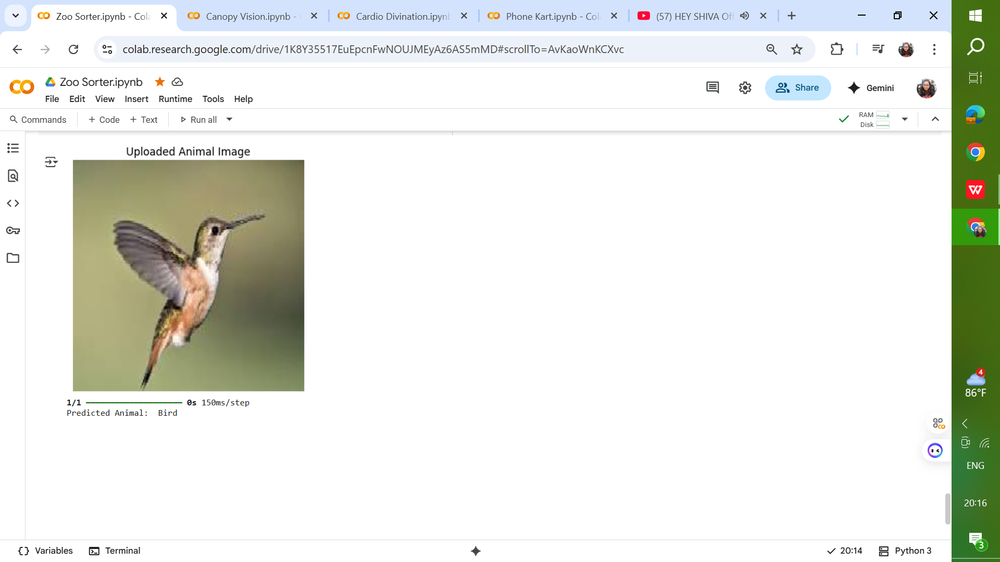 Zoo Sorter.ipynb - Cola
Canopy Vision.ipynb -
Cardio Divination.ipynb
Phone Kart.ipynb - Col
(57) HEY SHIVA Off
colab.research.google.com/drive/1K8Y35517EuEpcnFwNOUJMEyAz6AS5mMD#scrollTo=AvKaoWnKCXvc
Zoo Sorter.ipynb
File Edit View Insert Runtime Tools Help
Share
Gemini
Commands + Code + Text Run all
RAM
Disk
Uploaded Animal Image
1/1 0s 150ms/step
Predicted Animal: Bird
4
86°F
ENG
20:16
3
Variables Terminal
20:14 Python 3